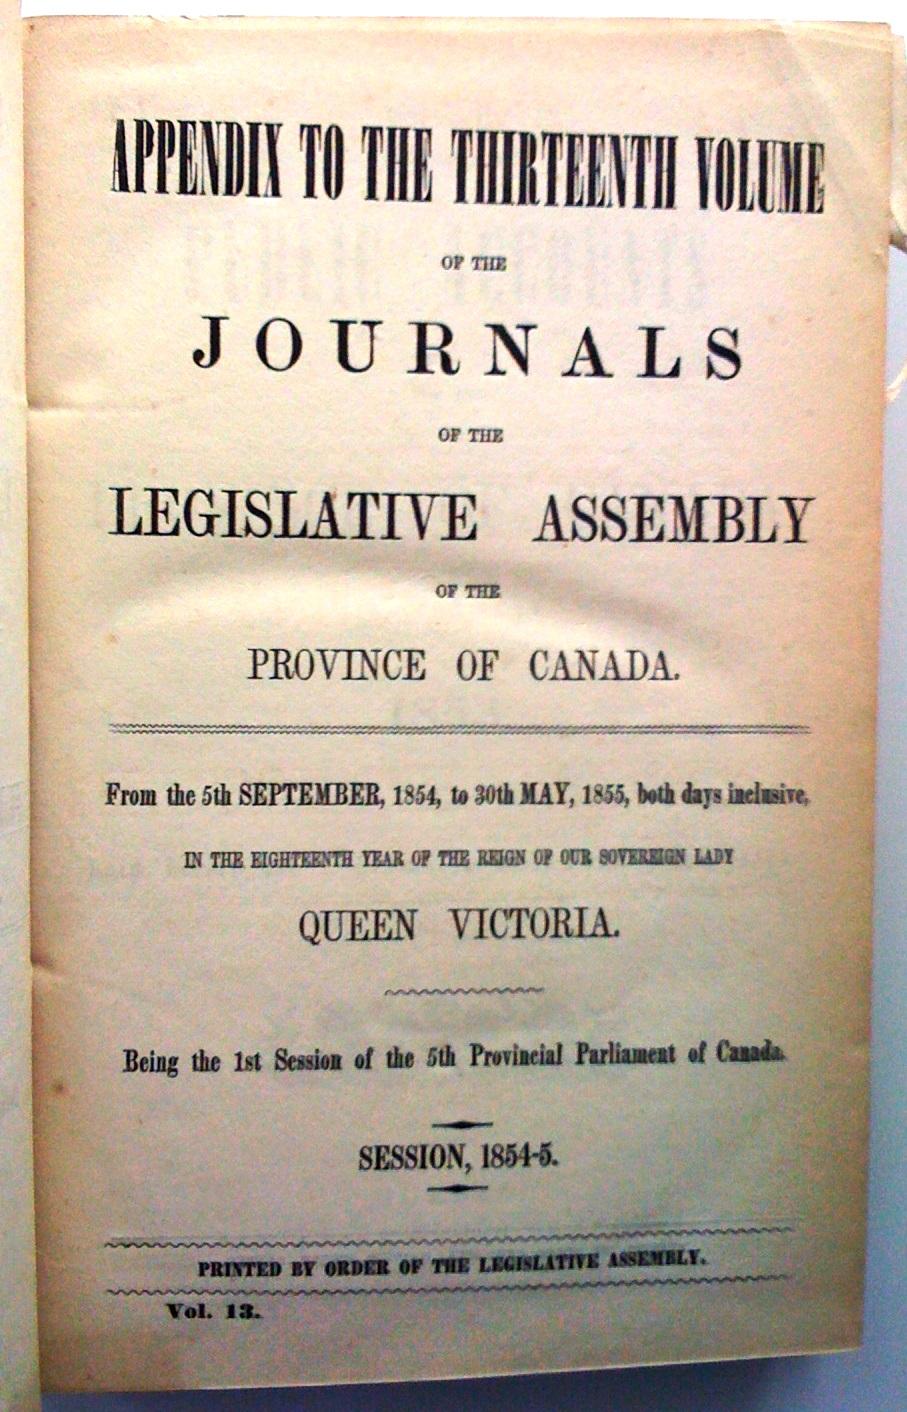 APPENDIX TO THE THIRTEENTH VOLUME
OF THE
JOURNALS
OF THE
LEGISLATIVE ASSEMBLY
OF THE
PROVINCE OF CANADA.
From the 5th SEPTEMBER, 1854, to 30th MAY, 1855, both days inclusive,
IN THE EIGHTEENTH YEAR OF THE REIGN OF OUR SOVEREIGN LADY
QUEEN VICTORIA.
Being the 1st Session of the 5th Provincial Parliament of Canada.
SESSION, 1854-5.
PRINTED BY ORDER OF THE LEGISLATIVE ASSEMBLY.
Vol. 13.